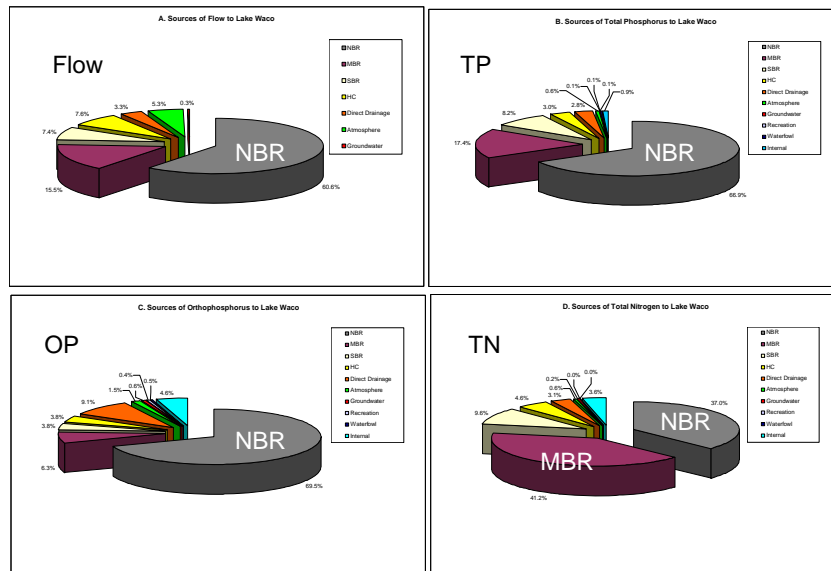 A. Sources of Flow to Lake Waco
Flow
NBR
MBR
SBR
HC
Direct Drainage
Atmosphere
Groundwater
0.3%
5.3%
3.3%
7.6%
7.4%
15.5%
60.6%
NBR
B. Sources of Total Phosphorus to Lake Waco
TP
NBR
MBR
SBR
HC
Direct Drainage
Atmosphere
Groundwater
Recreation
Waterfowl
Internal
0.1%
0.1%
0.6%
0.9%
2.8%
3.0%
8.2%
17.4%
66.9%
NBR
C. Sources of Orthophosphorus to Lake Waco
OP
NBR
MBR
SBR
HC
Direct Drainage
Atmosphere
Groundwater
Recreation
Waterfowl
Internal
0.4%
0.5%
0.6%
1.5%
4.6%
9.1%
3.8%
3.8%
6.3%
69.5%
NBR
D. Sources of Total Nitrogen to Lake Waco
TN
NBR
MBR
SBR
HC
Direct Drainage
Atmosphere
Groundwater
Recreation
Waterfowl
Internal
0.0%
0.0%
0.2%
0.6%
3.6%
3.1%
4.6%
9.6%
37.0%
NBR
MBR
41.2%